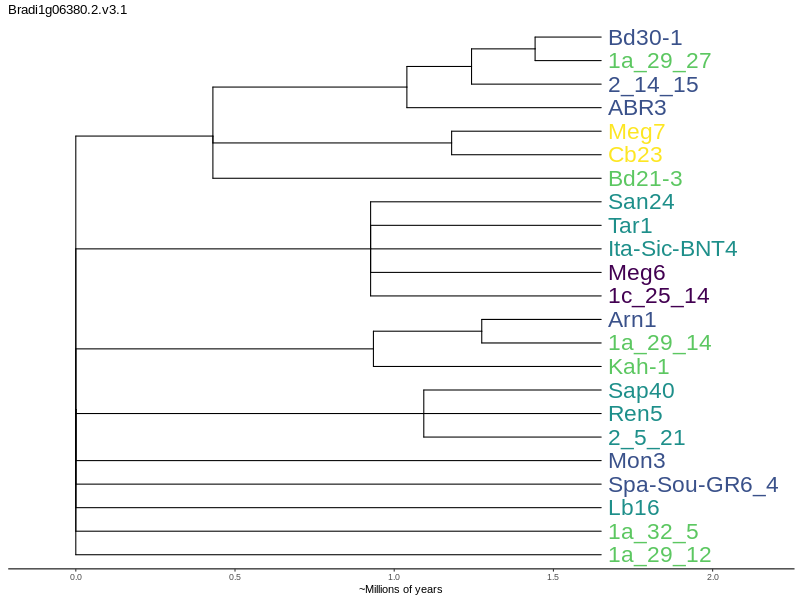 Bradi1g06380.2.v3.1
Bd30-1
1a_29_27
2_14_15
ABR3
Meg7
Cb23
Bd21-3
San24
Tar1
Ita-Sic-BNT4
Meg6
1c_25_14
Arn1
1a_29_14
Kah-1
Sap40
Ren5
2_5_21
Mon3
Spa-Sou-GR6_4
Lb16
1a_32_5
1a_29_12
0.0 0.5 1.0 1.5 2.0
~Millions of years